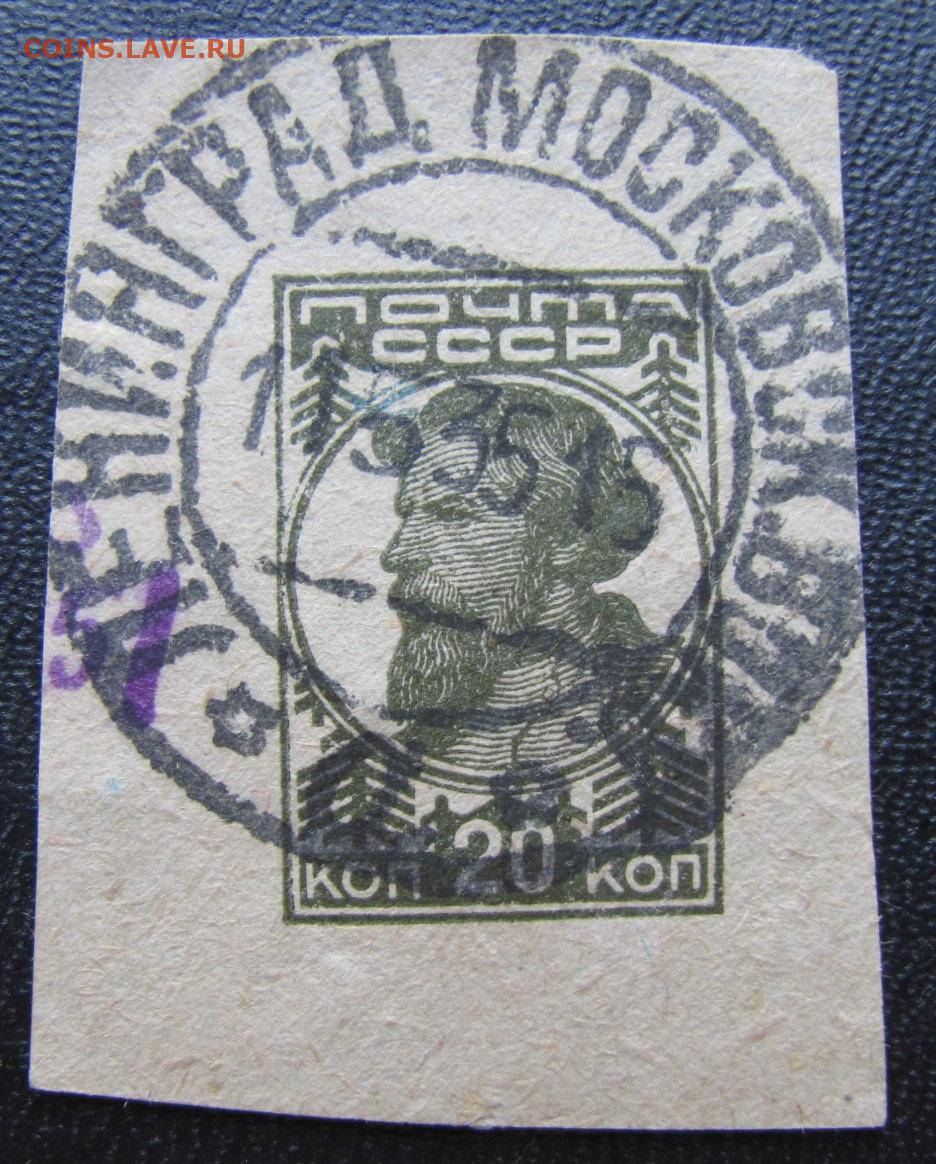 COINS.LAVE.RU
ЛЕНИНГРАД. МОСКОВСК.
ПОЧТА
СССР
КОП 20 КОП